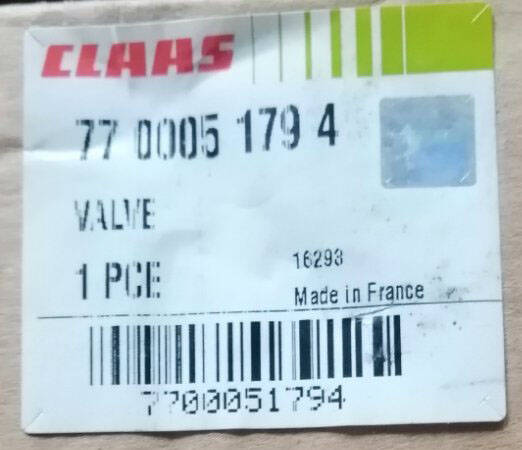 CLAAS
77 0005 179 4
VALVE
1 PCE
16293
Made in France
7700051794